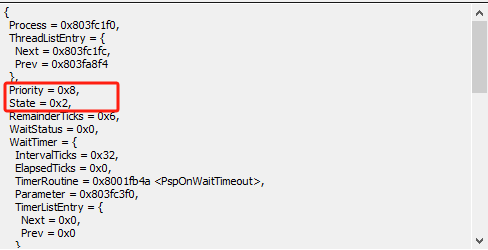 {
Process = 0x803fc1f0,
ThreadListEntry = {
Next = 0x803fc1fc,
Prev = 0x803fa8f4
},
Priority = 0x8,
State = 0x2,
RemainderTicks = 0x6,
WaitStatus = 0x0,
WaitTimer = {
IntervalTicks = 0x32,
ElapsedTicks = 0x0,
TimerRoutine = 0x8001fb4a <PspOnWaitTimeout>,
Parameter = 0x803fc3f0,
TimerListEntry = {
Next = 0x0,
Prev = 0x0
}